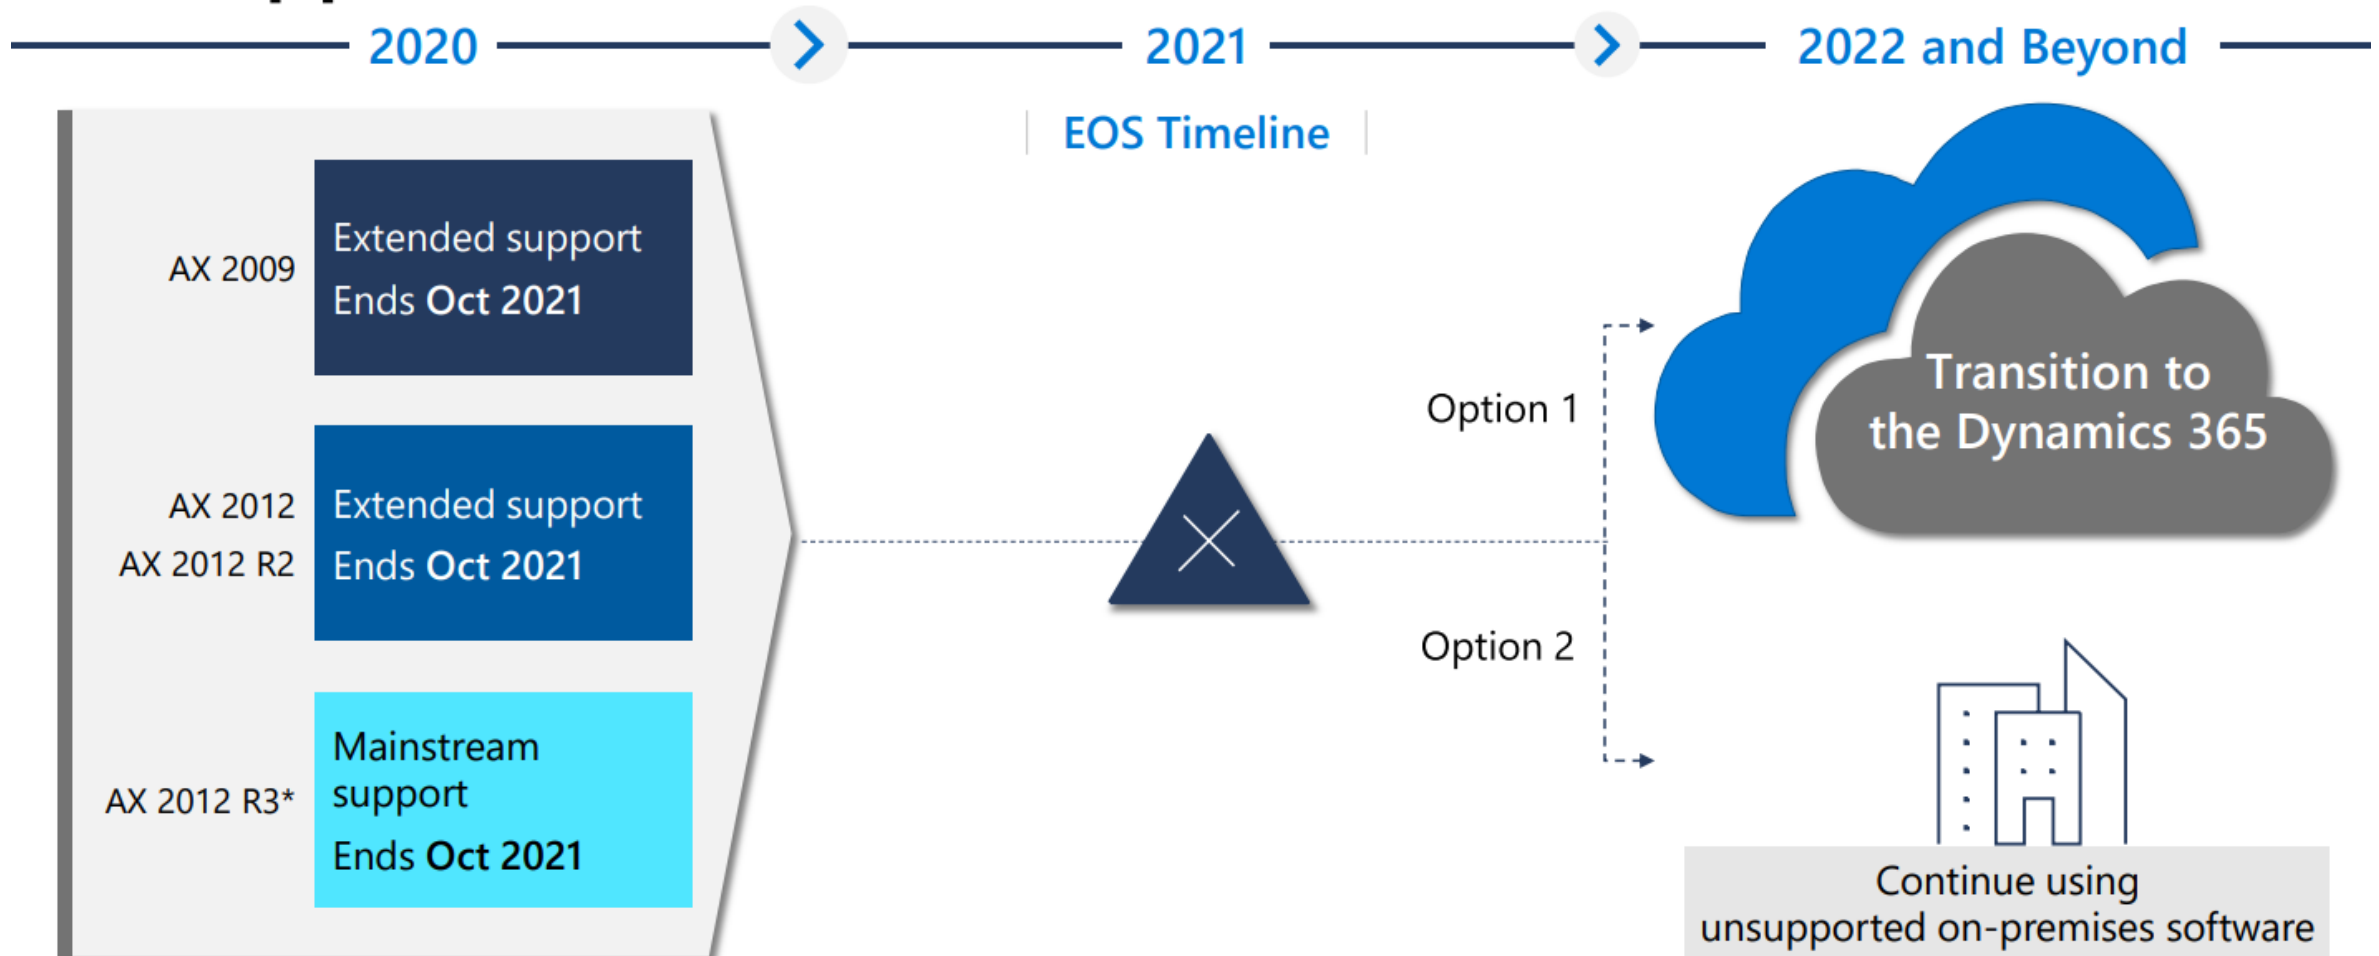 2020
2021
2022 and Beyond
EOS Timeline
AX 2009
Extended support
Ends Oct 2021
AX 2012
AX 2012 R2
Extended support
Ends Oct 2021
AX 2012 R3*
Mainstream
support
Ends Oct 2021
Option 1
Option 2
Transition to
the Dynamics 365
Continue using
unsupported on-premises software